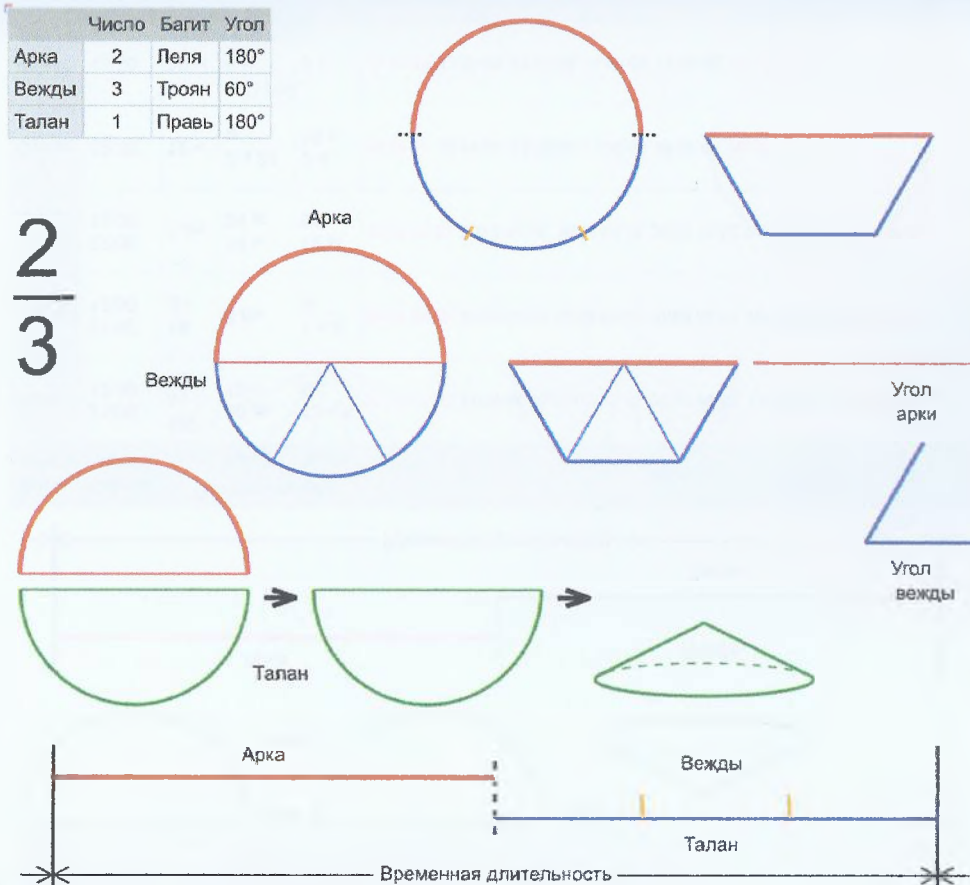 Число Багит Угол
Арка 2 Леля 180°
Вежды 3 Троян 60°
Талан 1 Правь 180°
2
3
Арка
Вежды
Угол
арки
Угол
вежды
Талан
Арка
Вежды
Талан
Временная длительность